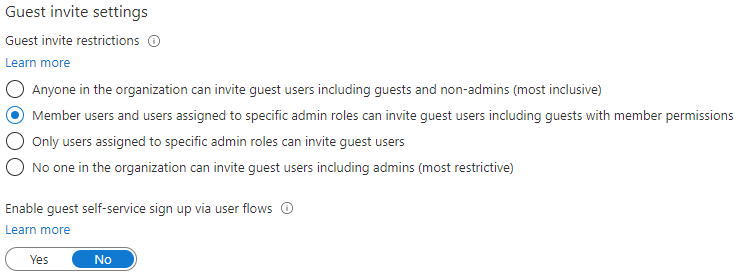 Guest invite settings
Guest invite restrictions
Learn more
Anyone in the organization can invite guest users including guests and non-admins (most inclusive)
Member users and users assigned to specific admin roles can invite guest users including guests with member permissions
Only users assigned to specific admin roles can invite guest users
No one in the organization can invite guest users including admins (most restrictive)
Enable guest self-service sign up via user flows
Learn more
Yes No